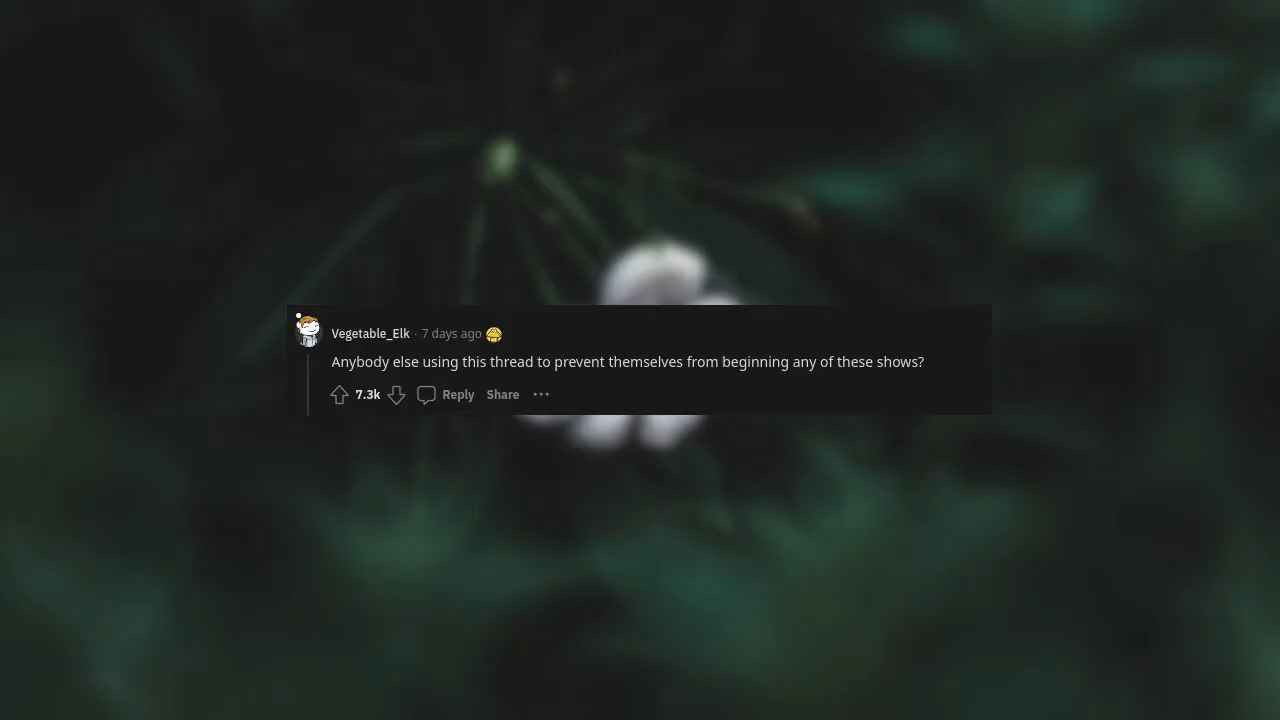 Vegetable_Elk · 7 days ago
Anybody else using this thread to prevent themselves from beginning any of these shows?
7.3k Reply Share ···